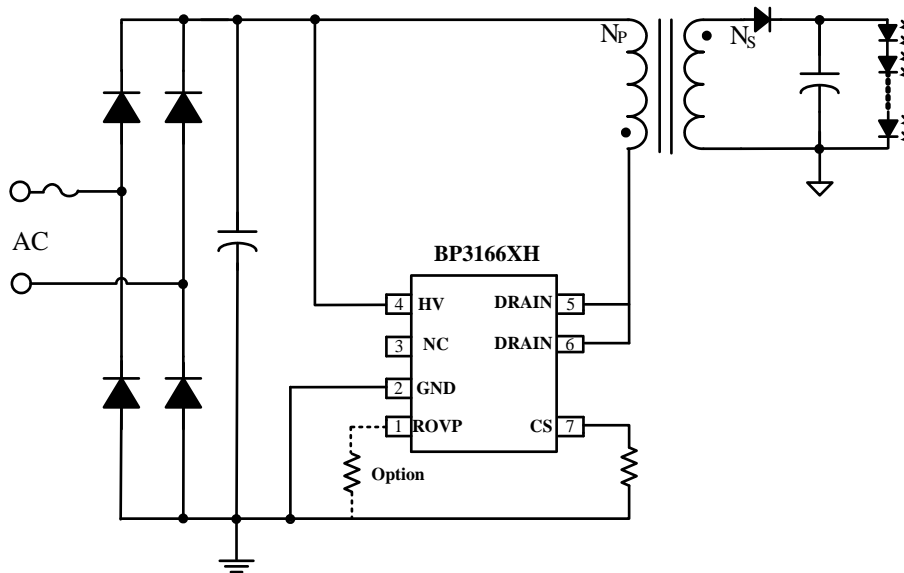 NP
NS
AC
BP3166XH
4 HV
DRAIN 5
3 NC
DRAIN 6
2 GND
1 ROVP
CS 7
Option